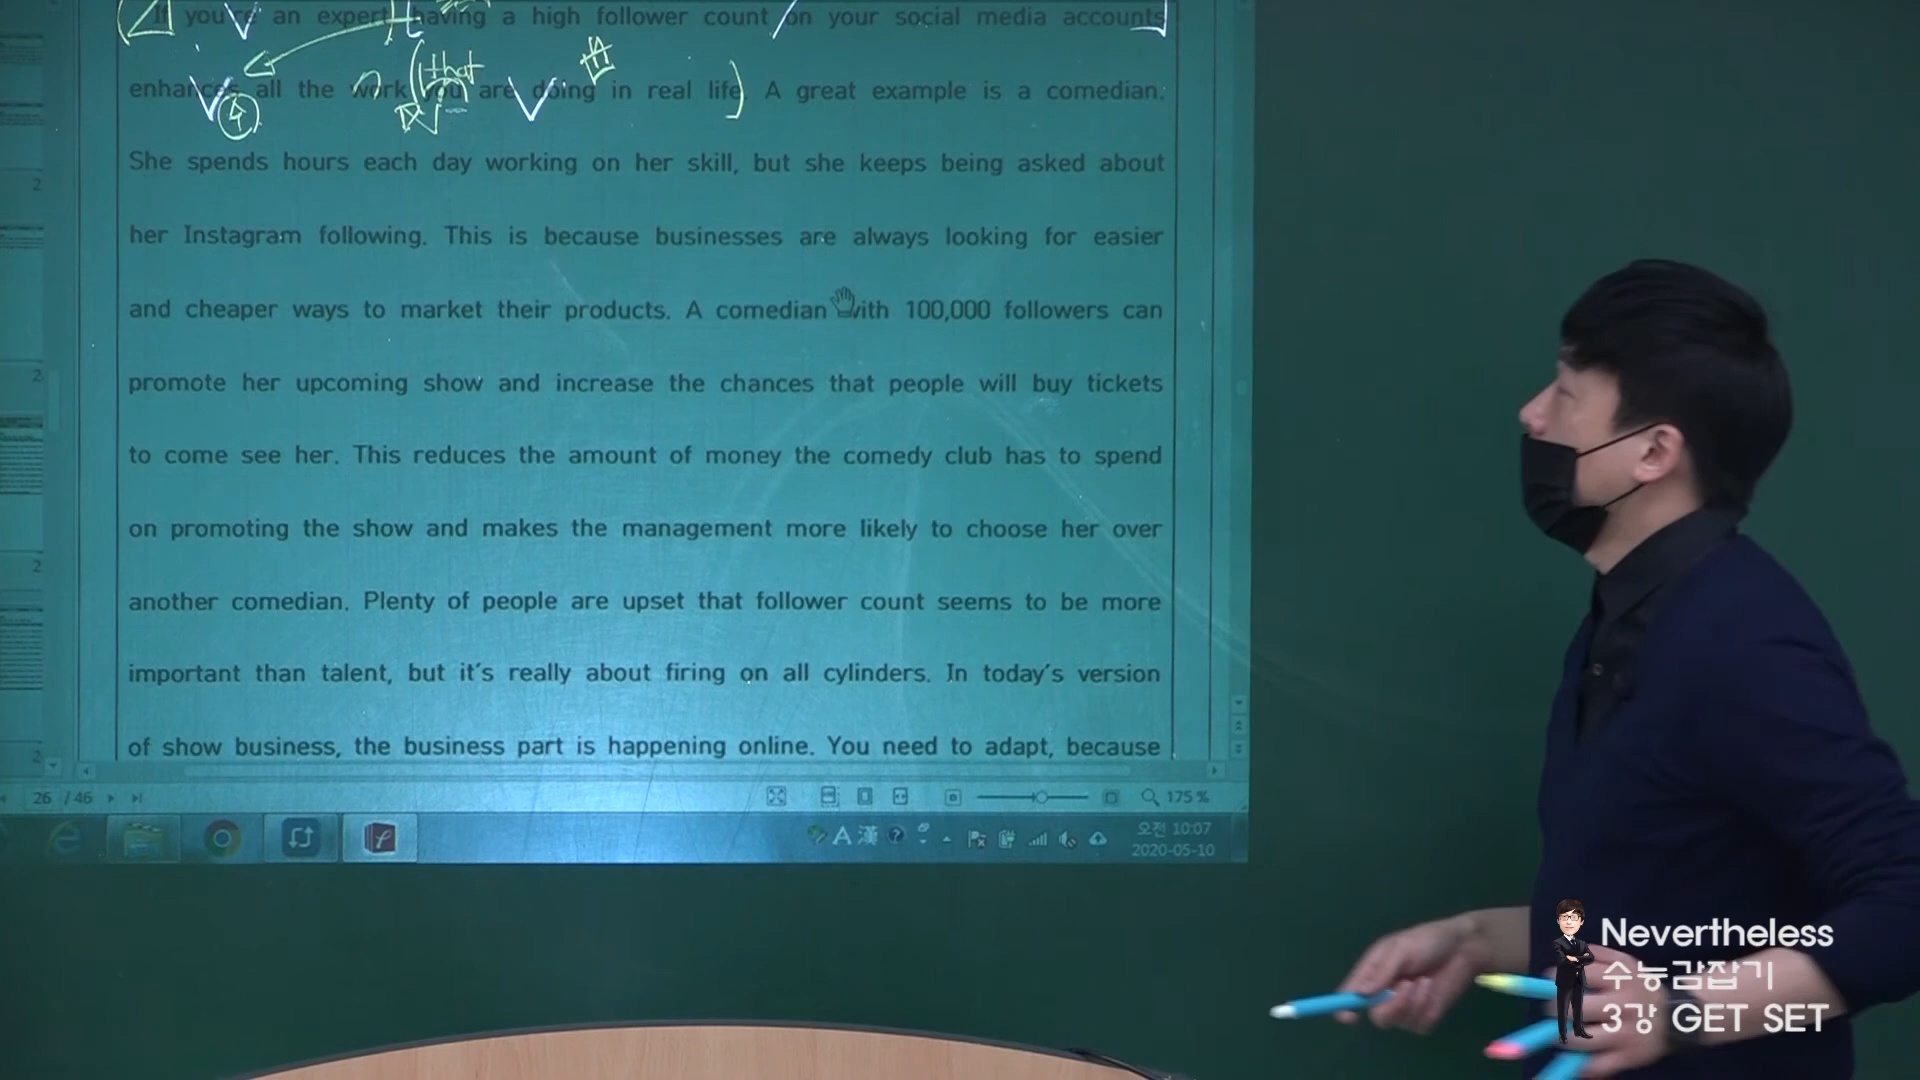 If you're an expert, having a high follower count on your social media accounts
enhances all the work you are doing in real life. A great example is a comedian.
that
She spends hours each day working on her skill, but she keeps being asked about
her Instagram following. This is because businesses are always looking for easier
and cheaper ways to market their products. A comedian with 100,000 followers can
promote her upcoming show and increase the chances that people will buy tickets
to come see her. This reduces the amount of money the comedy club has to spend
on promoting the show and makes the management more likely to choose her over
another comedian. Plenty of people are upset that follower count seems to be more
important than talent, but it's really about firing on all cylinders. In today's version
of show business, the business part is happening online. You need to adapt, because
26 / 46
175 %
A 漢
오전 10:07
2020-05-10
Nevertheless
수능감잡기
3강 GET SET